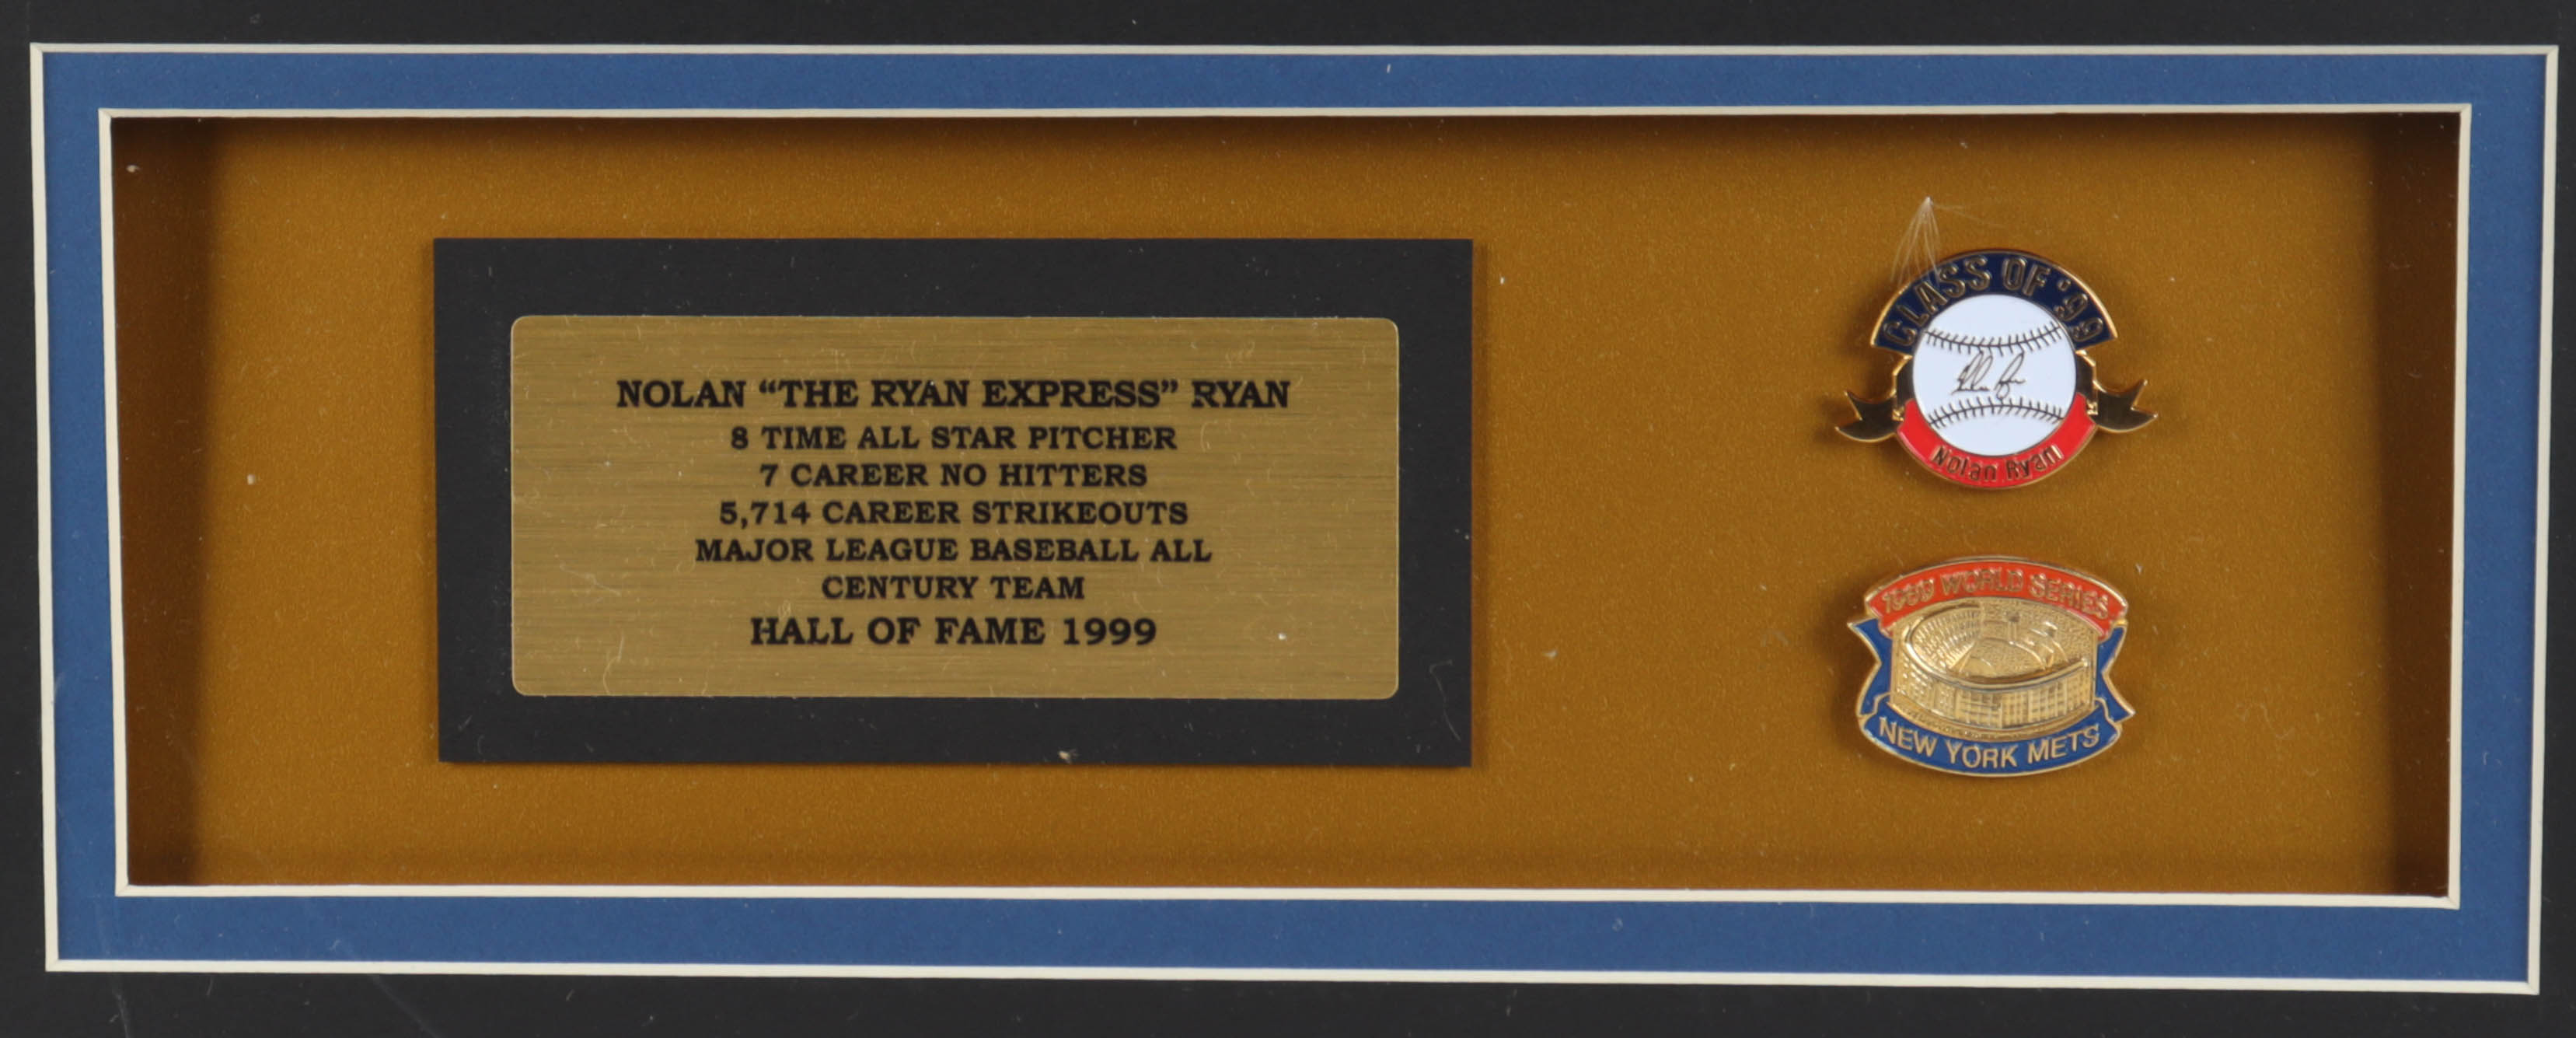 NOLAN “THE RYAN EXPRESS” RYAN
8 TIME ALL STAR PITCHER
7 CAREER NO HITTERS
5,714 CAREER STRIKEOUTS
MAJOR LEAGUE BASEBALL ALL
CENTURY TEAM
HALL OF FAME 1999
CLASS OF '99
Nolan Ryan
1969 WORLD SERIES
NEW YORK METS